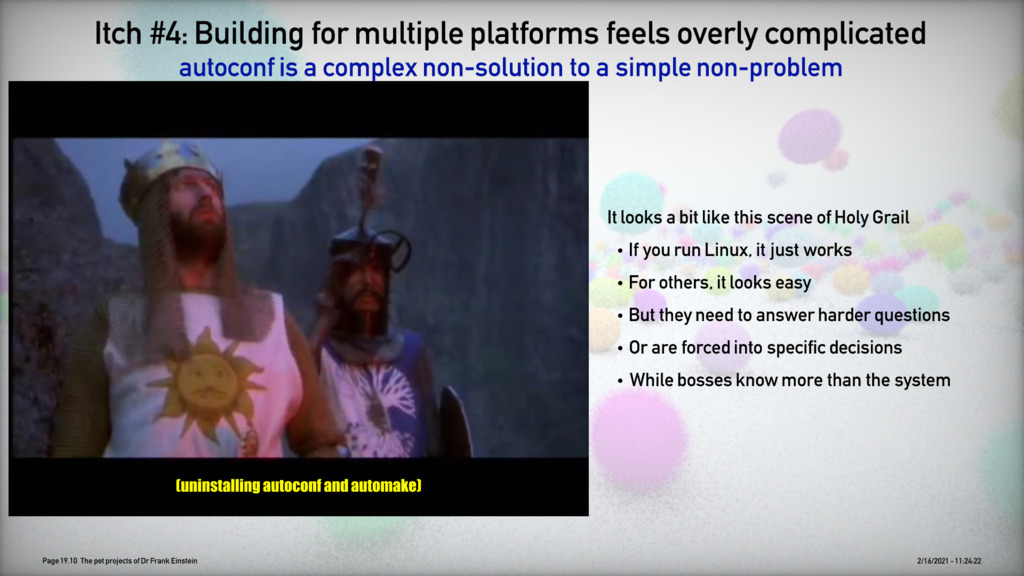 Itch #4: Building for multiple platforms feels overly complicated
autoconf is a complex non-solution to a simple non-problem
It looks a bit like this scene of Holy Grail
• If you run Linux, it just works
• For others, it looks easy
• But they need to answer harder questions
• Or are forced into specific decisions
• While bosses know more than the system
(uninstalling autoconf and automake)
Page 19.10 The pet projects of Dr Frank Einstein
2/16/2021 - 11:24:22